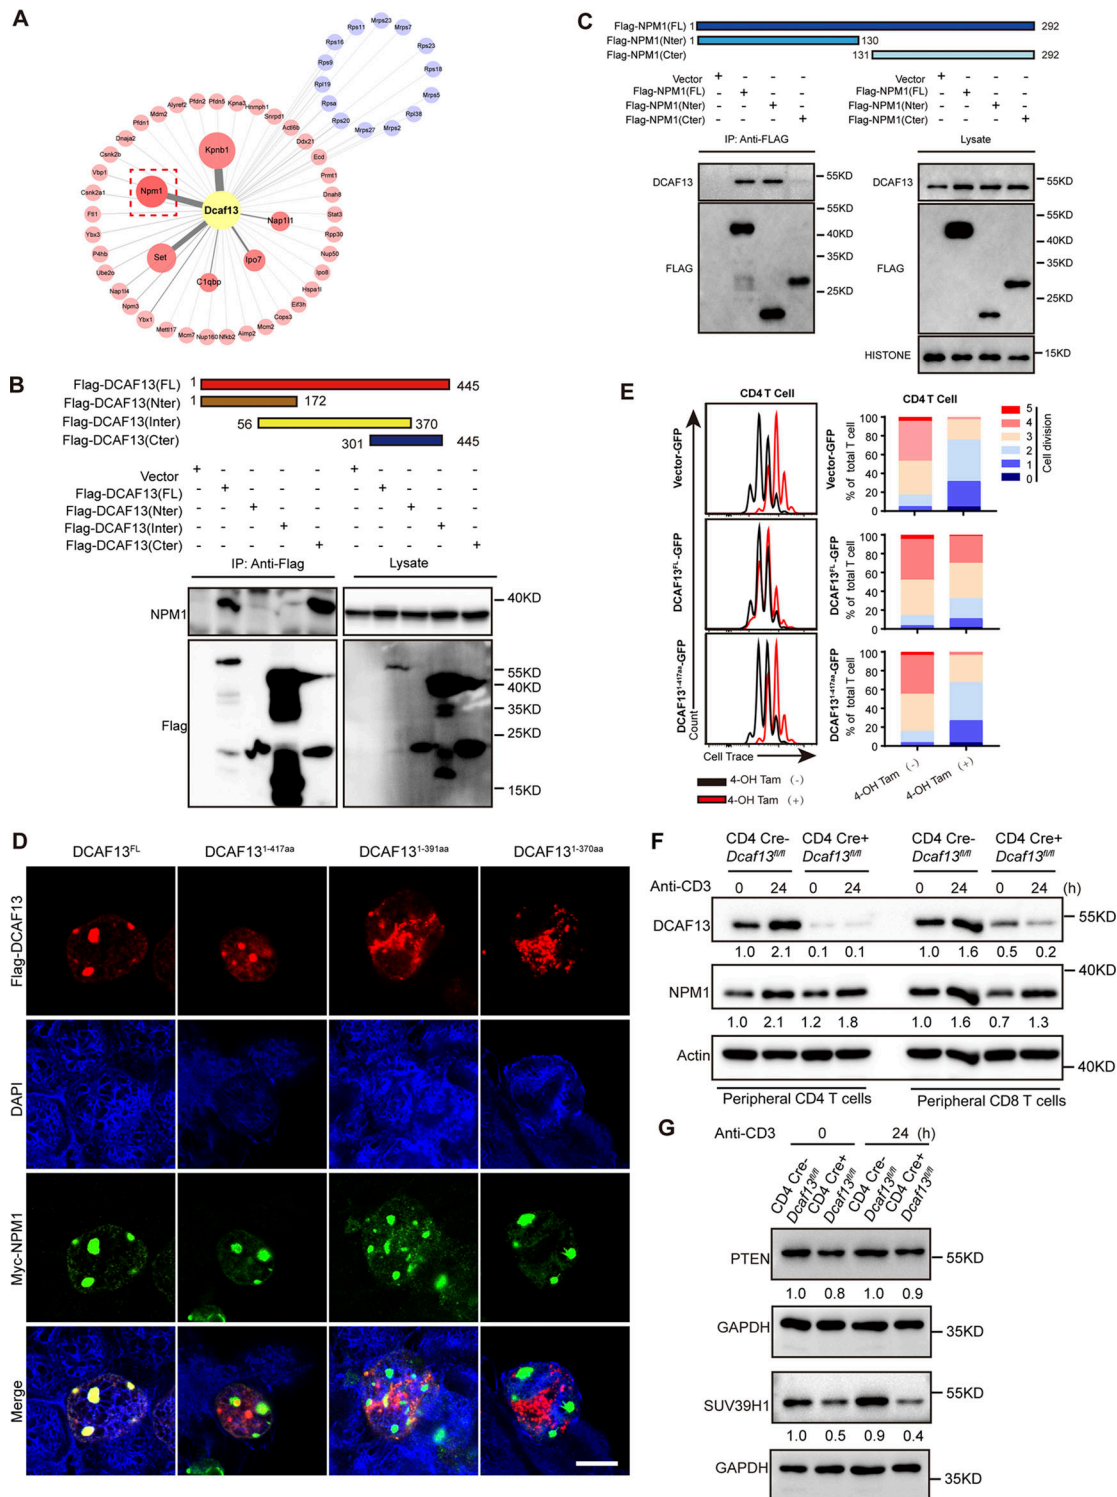 A
Mrps23
Rps11
Mrps7
Rps16
Rps23
Rps9
Rps18
Rpl19
Mrps5
Rpsa
Rpl38
Rps20
Mrps2
Mrps27
Hnrnph1
Kpna3
Pfdn5
Pfdn2
Alyref2
Mdm2
Pfdn1
Dnaja2
Csnk2b
Vbp1
Csnk2a1
Flt1
Ybx3
P4hb
Ube2o
Nap1l4
Npm3
Ybx1
Mettl17
Mcm7
Nup160
Nfkb2
Aimp2
Mcm2
Cops3
Eif3h
Hspa1l
Ipo8
Nup50
Rpp30
Stat3
Dnah8
Prmt1
Ecd
Ddx21
Actl6b
Snrpd1
Kpnb1
Npm1
Dcaf13
Nap1l1
Set
Ipo7
C1qbp
B
Flag-DCAF13(FL) 1 445
Flag-DCAF13(Nter) 1 172
Flag-DCAF13(Inter) 56 370
Flag-DCAF13(Cter) 301 445
Vector + - - - - + - - - -
Flag-DCAF13(FL) - + - - - - + - - -
Flag-DCAF13(Nter) - - + - - - - + - -
Flag-DCAF13(Inter) - - - + - - - - + -
Flag-DCAF13(Cter) - - - - + - - - - +
IP: Anti-Flag Lysate
NPM1 40KD
Flag
55KD
40KD
35KD
25KD
15KD
C
Flag-NPM1(FL) 1 292
Flag-NPM1(Nter) 1 130
Flag-NPM1(Cter) 131 292
Vector + - - -
Flag-NPM1(FL) - + - -
Flag-NPM1(Nter) - - + -
Flag-NPM1(Cter) - - - +
IP: Anti-FLAG
DCAF13 55KD
FLAG
55KD
40KD
35KD
25KD
Vector + - - -
Flag-NPM1(FL) - + - -
Flag-NPM1(Nter) - - + -
Flag-NPM1(Cter) - - - +
Lysate
DCAF13 55KD
FLAG
55KD
40KD
35KD
25KD
HISTONE 15KD
D
DCAF13FL DCAF131-417aa DCAF131-391aa DCAF131-370aa
Flag-DCAF13
DAPI
Myc-NPM1
Merge
E
CD4 T Cell CD4 T Cell
Vector-GFP
DCAF13FL-GFP
DCAF131-417aa-GFP
Count
Cell Trace
4-OH Tam (-)
4-OH Tam (+)
% of total T cell
100
80
60
40
20
0
% of total T cell
100
80
60
40
20
0
% of total T cell
100
80
60
40
20
0
4-OH Tam (-)
4-OH Tam (+)
5
4
3
2
1
0
Cell division
F
CD4 Cre- CD4 Cre+ CD4 Cre- CD4 Cre+
Dcaf13fl/fl Dcaf13fl/fl Dcaf13fl/fl Dcaf13fl/fl
Anti-CD3 0 24 0 24 0 24 0 24 (h)
DCAF13 55KD
1.0 2.1 0.1 0.1 1.0 1.6 0.5 0.2
40KD
NPM1
1.0 2.1 1.2 1.8 1.0 1.6 0.7 1.3
Actin 40KD
Peripheral CD4 T cells Peripheral CD8 T cells
G
Anti-CD3 0 24 (h)
CD4 Cre-
Dcaf13fl/fl
CD4 Cre+
Dcaf13fl/fl
CD4 Cre-
Dcaf13fl/fl
CD4 Cre+
Dcaf13fl/fl
PTEN 55KD
1.0 0.8 1.0 0.9
GAPDH 35KD
SUV39H1 55KD
1.0 0.5 0.9 0.4
GAPDH 35KD